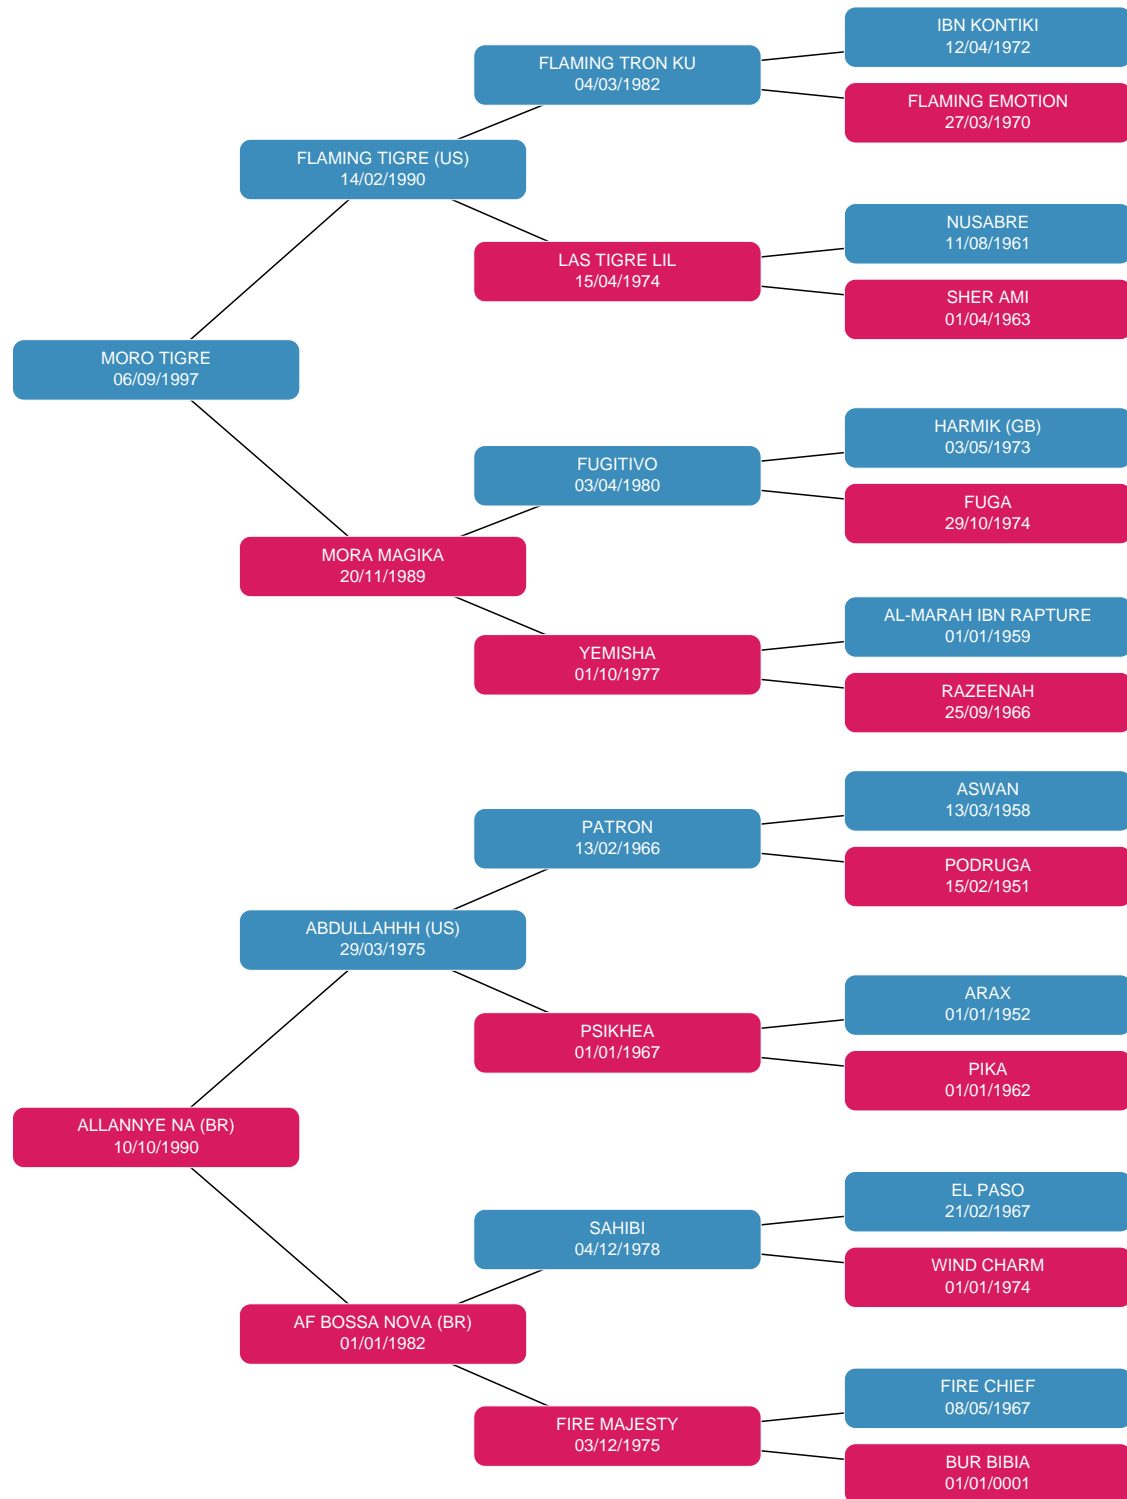 IBN KONTIKI
12/04/1972
FLAMING TRON KU
04/03/1982
FLAMING EMOTION
27/03/1970
FLAMING TIGRE (US)
14/02/1990
NUSABRE
11/08/1961
LAS TIGRE LIL
15/04/1974
SHER AMI
01/04/1963
MORO TIGRE
06/09/1997
HARMIK (GB)
03/05/1973
FUGITIVO
03/04/1980
FUGA
29/10/1974
MORA MAGIKA
20/11/1989
AL-MARAH IBN RAPTURE
01/01/1959
YEMISHA
01/10/1977
RAZEENAH
25/09/1966
ASWAN
13/03/1958
PATRON
13/02/1966
PODRUGA
15/02/1951
ABDULLAHHH (US)
29/03/1975
ARAX
01/01/1952
PSIKHEA
01/01/1967
PIKA
01/01/1962
ALLANNYE NA (BR)
10/10/1990
EL PASO
21/02/1967
SAHIBI
04/12/1978
WIND CHARM
01/01/1974
AF BOSSA NOVA (BR)
01/01/1982
FIRE CHIEF
08/05/1967
FIRE MAJESTY
03/12/1975
BUR BIBIA
01/01/0001